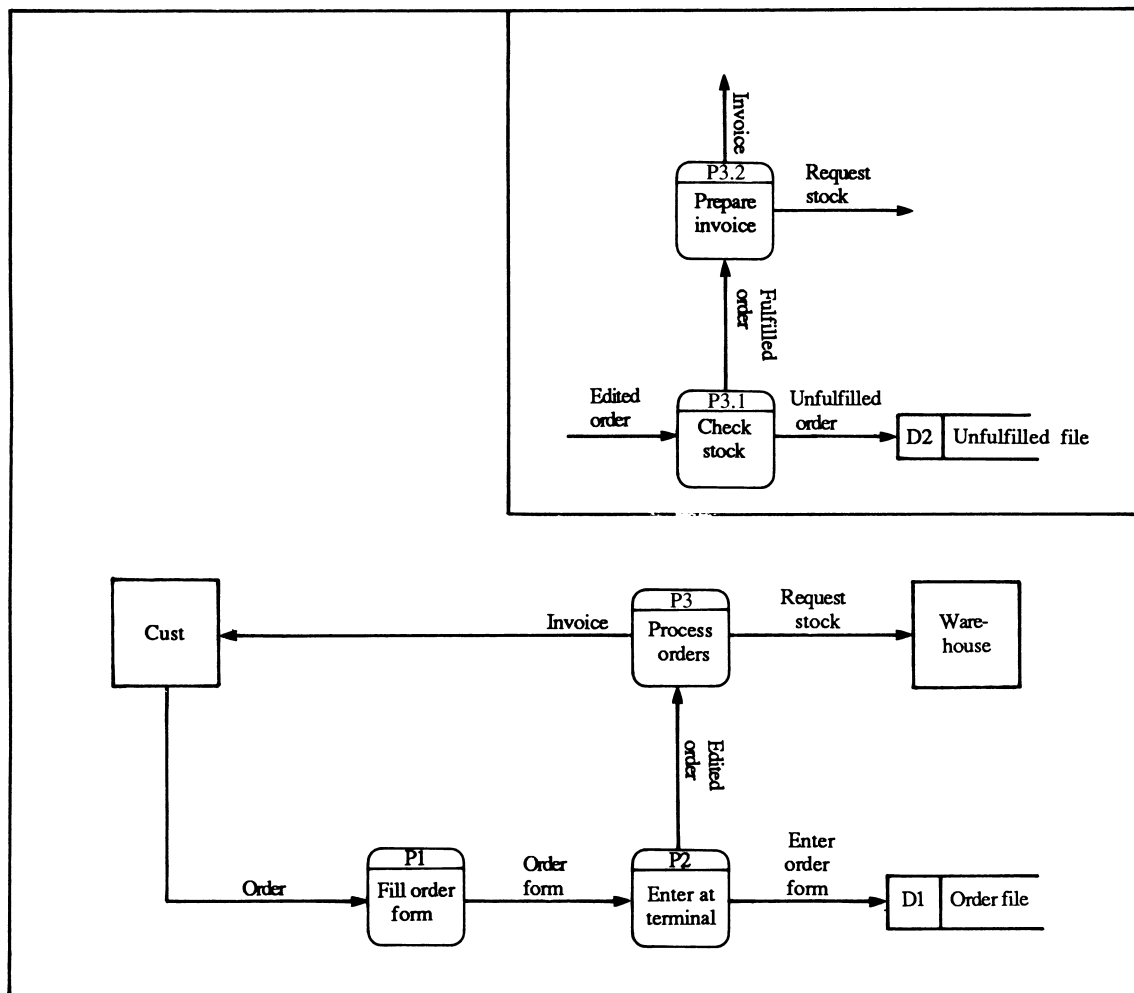 Invoice
P3.2
Prepare
invoice
Request
stock
Fulfilled
order
Edited
order
P3.1
Check
stock
Unfulfilled
order
D2
Unfulfilled file
Cust
Invoice
P3
Process
orders
Request
stock
Ware-
house
Edited
order
Order
P1
Fill order
form
Order
form
P2
Enter at
terminal
Enter
order
form
D1
Order file